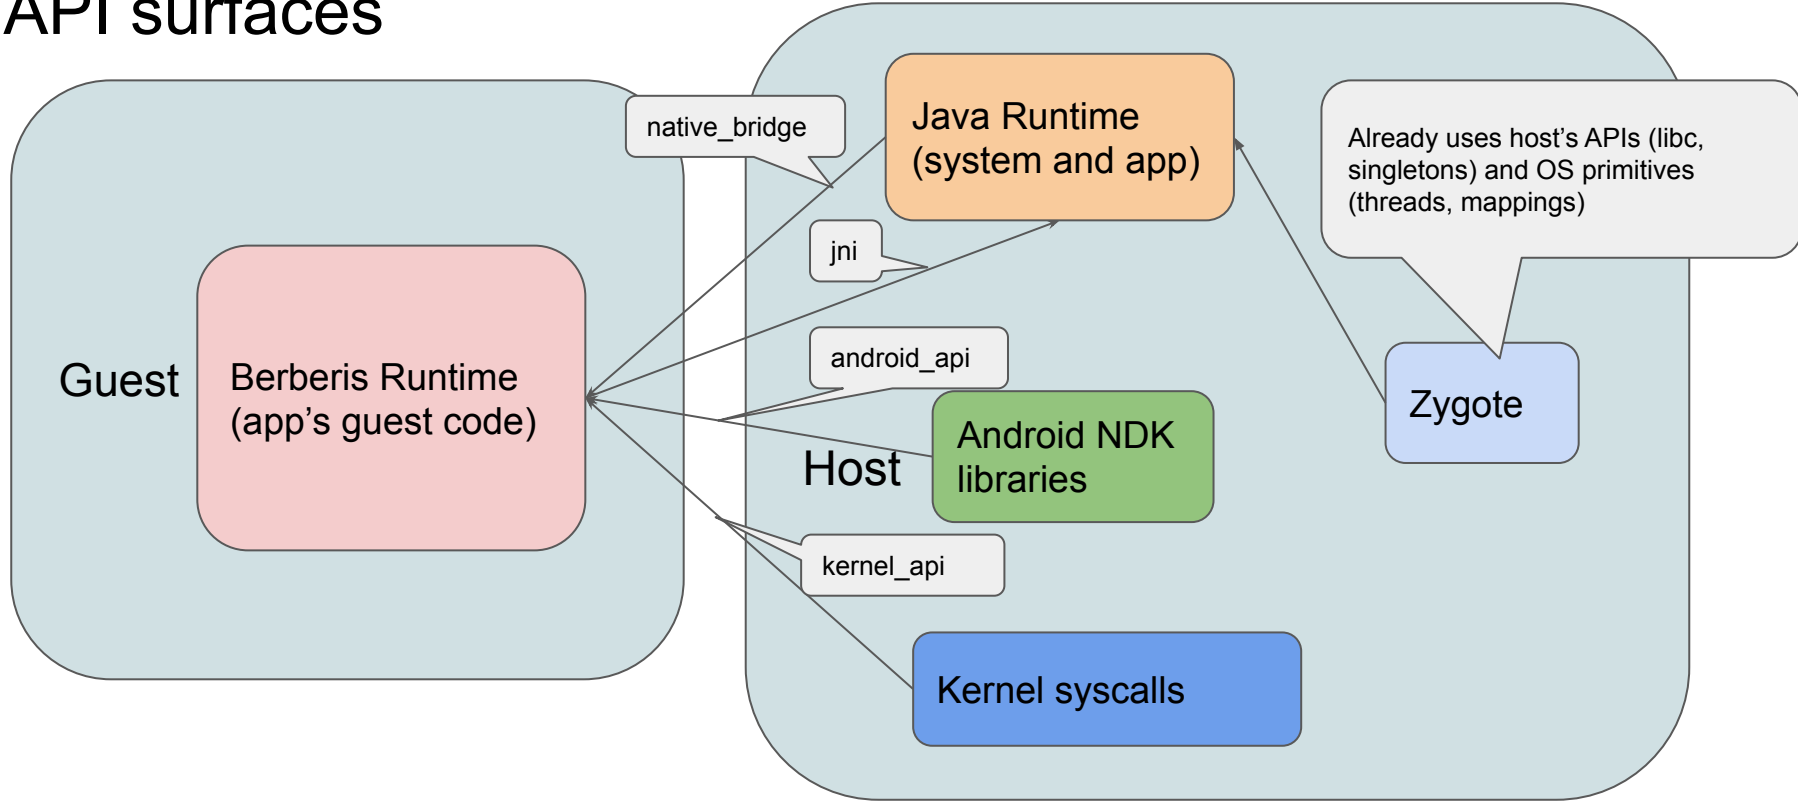 API surfaces
native_bridge
Java Runtime
(system and app)
Already uses host's APIs (libc,
singletons) and OS primitives
(threads, mappings)
jni
android_api
Guest
Berberis Runtime
(app's guest code)
Zygote
Host
Android NDK
libraries
kernel_api
Kernel syscalls